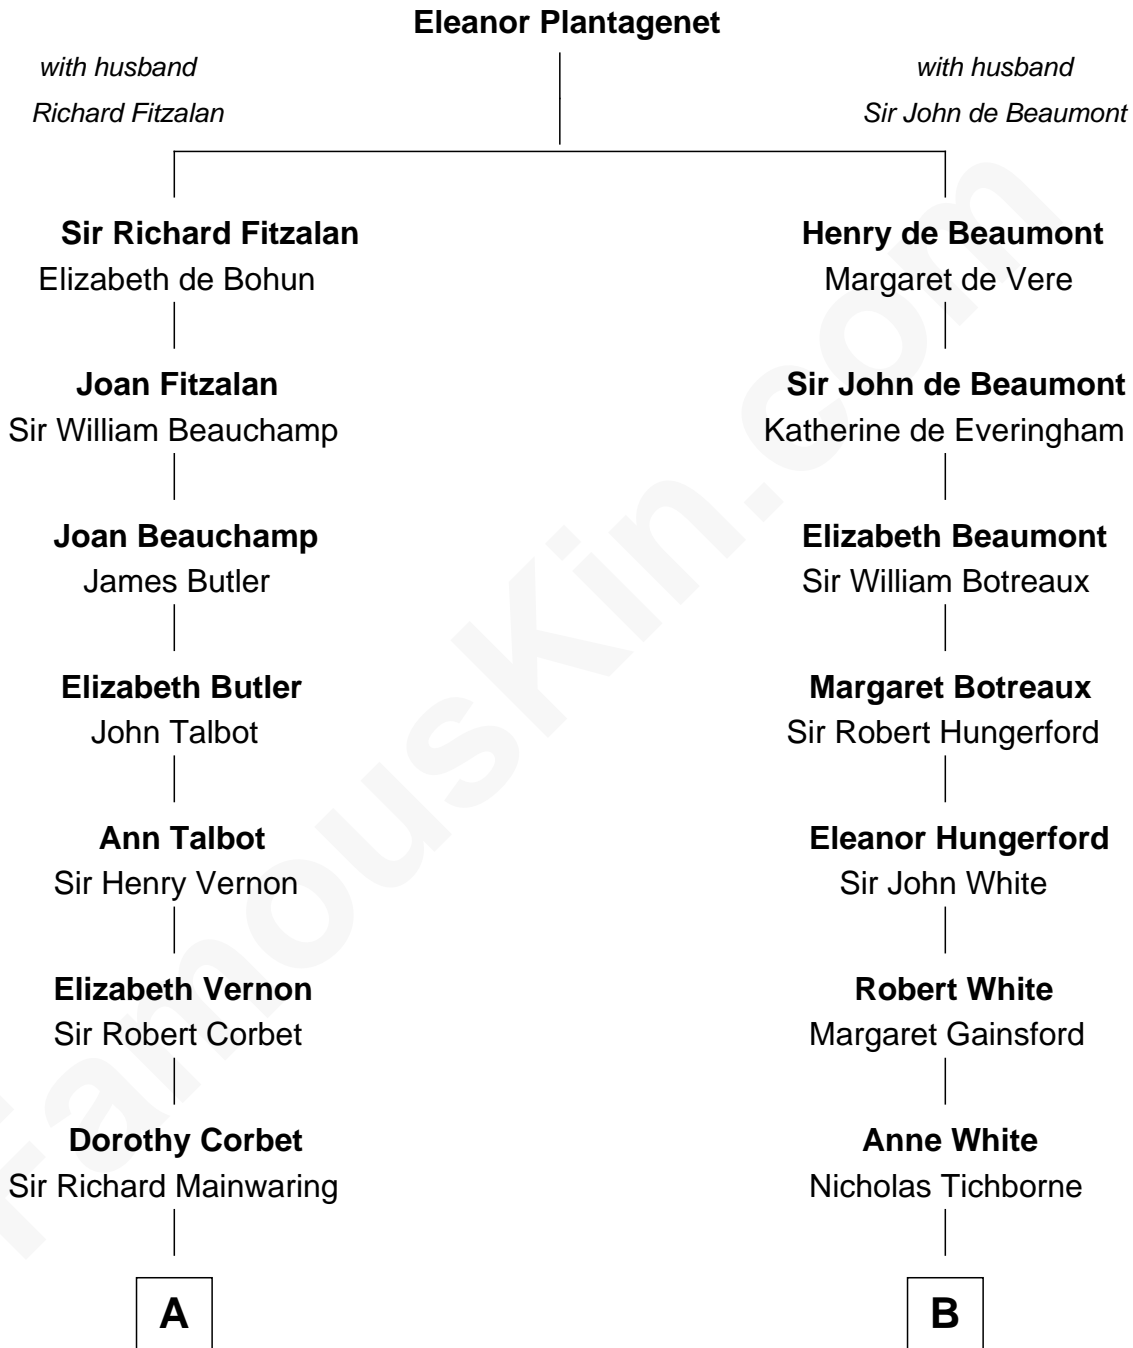 Eleanor Plantagenet
with husband
Richard Fitzalan
with husband
Sir John de Beaumont
Sir Richard Fitzalan
Elizabeth de Bohun
Henry de Beaumont
Margaret de Vere
Joan Fitzalan
Sir William Beauchamp
Sir John de Beaumont
Katherine de Everingham
Joan Beauchamp
James Butler
Elizabeth Beaumont
Sir William Botreaux
Elizabeth Butler
John Talbot
Margaret Botreaux
Sir Robert Hungerford
Ann Talbot
Sir Henry Vernon
Eleanor Hungerford
Sir John White
Elizabeth Vernon
Sir Robert Corbet
Robert White
Margaret Gainsford
Dorothy Corbet
Sir Richard Mainwaring
Anne White
Nicholas Tichborne
A
B
FamousKin.com